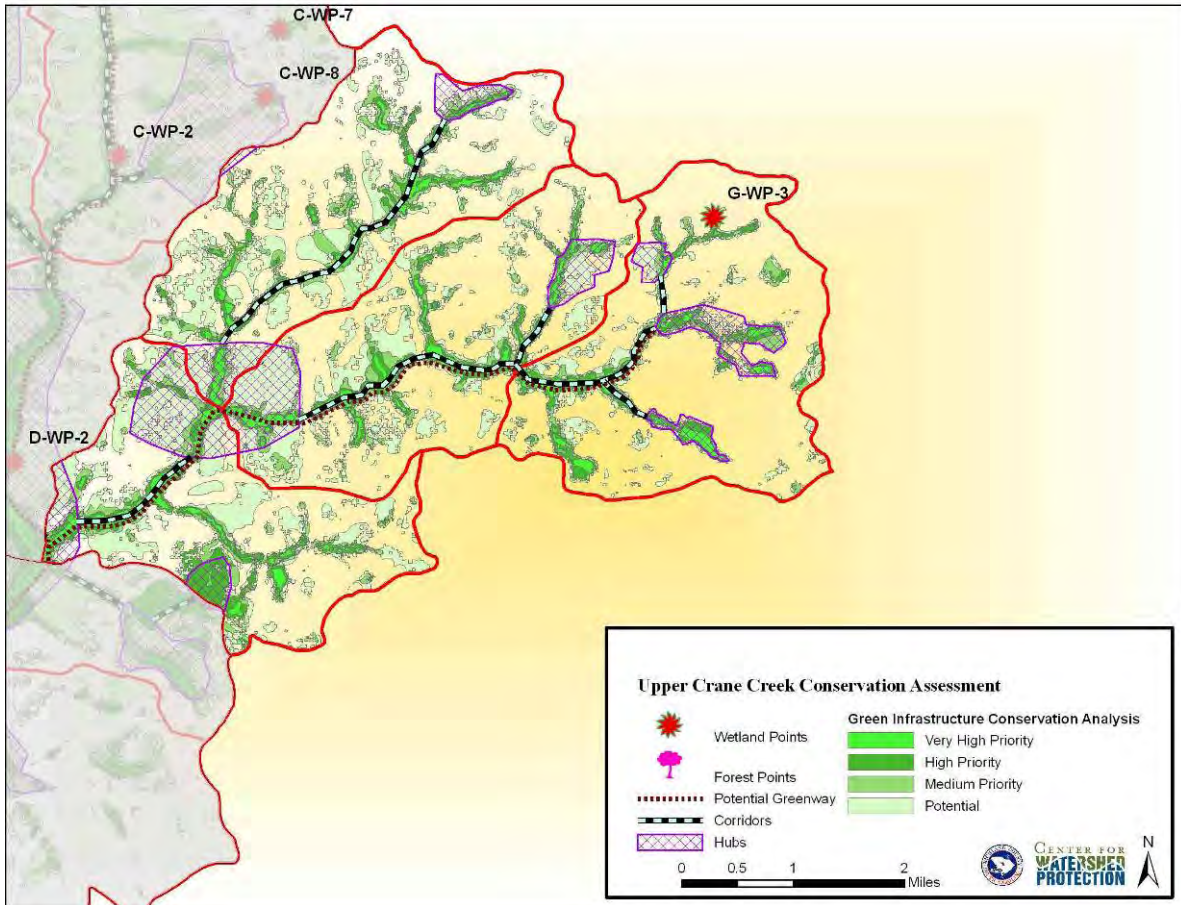 C-WP-7
C-WP-8
C-WP-2
G-WP-3
D-WP-2
Upper Crane Creek Conservation Assessment
Wetland Points
Forest Points
Potential Greenway
Corridors
Hubs
Green Infrastructure Conservation Analysis
Very High Priority
High Priority
Medium Priority
Potential
0 0.5 1 2
Miles
CENTER FOR
WATERSHED
PROTECTION
N